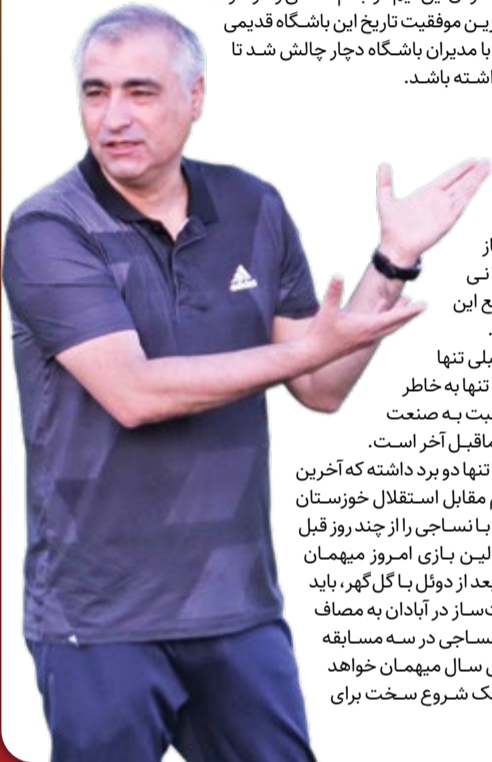 رین موفقیت تاریخ این باشگاه قدیمی
با مدیران باشگاه دچار چالش شد تا
اشته باشد.
از
نی
ع این
بلی تنها
تنها به خاطر
بت به صنعت
ماقبل آخر است.
تنها دو برد داشته که آخرین
م مقابل استقلال خوزستان
با نساجی را از چند روز قبل
لین بازی امروز میهمان
بعد از دوئل با گل‌گهر، باید
ت‌ساز در آبادان به مصاف
ساجی در سه مسابقه
ل سال میهمان خواهد
یک شروع سخت برای
adidas